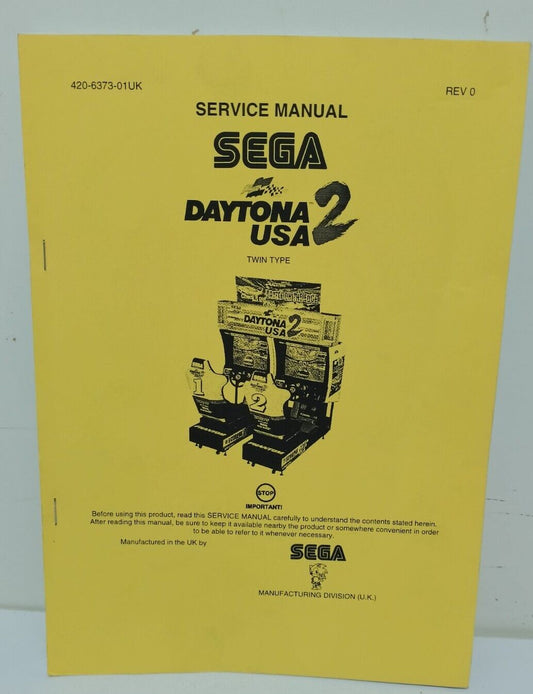 420-6373-01UK
REV 0
SERVICE MANUAL
SEGA
DAYTONA 2
USA
TWIN TYPE
DAYTONA
USA 2
1
2
STOP
IMPORTANT!
Before using this product, read this SERVICE MANUAL carefully to understand the contents stated herein.
After reading this manual, be sure to keep it available nearby the product or somewhere convenient in order
to be able to refer to it whenever necessary.
Manufactured in the UK by
SEGA
MANUFACTURING DIVISION (U.K.)